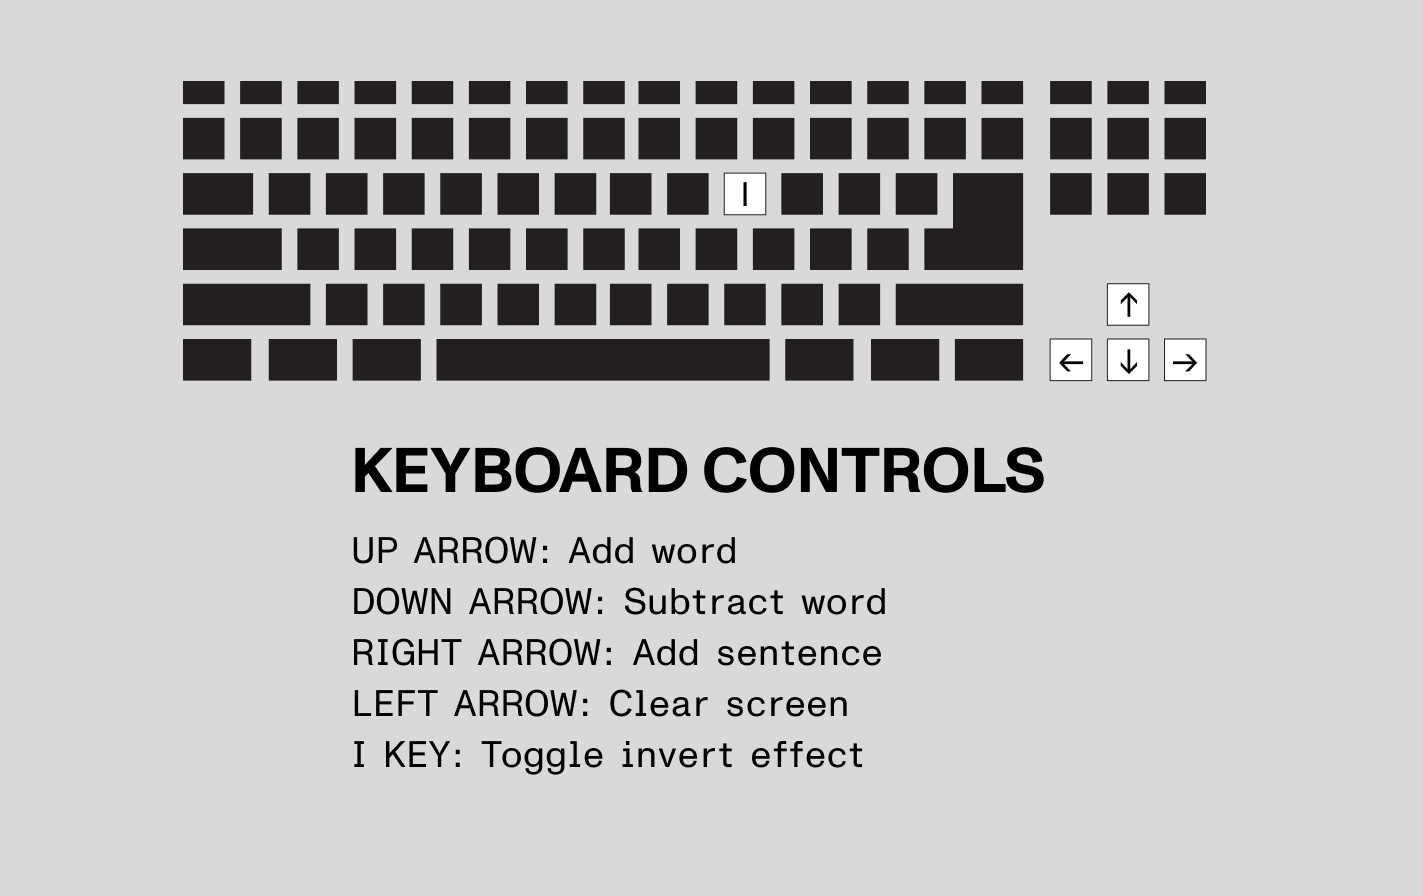 I
↑
← ↓ →
KEYBOARD CONTROLS
UP ARROW: Add word
DOWN ARROW: Subtract word
RIGHT ARROW: Add sentence
LEFT ARROW: Clear screen
I KEY: Toggle invert effect